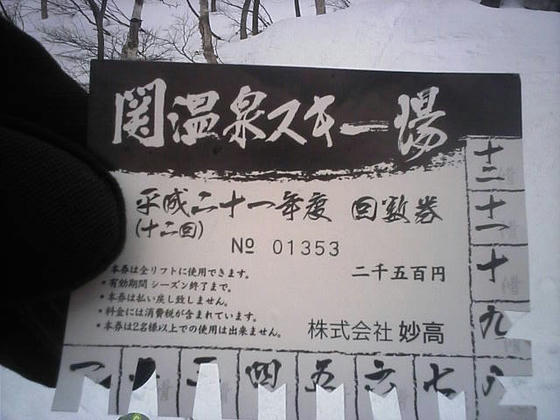 関温泉スキー場
平成二十一年度 回数券
(十二回)
№ 01353
二千五百円
・本券は全リフトに使用できます。
・有効期間 シーズン終了まで。
・本券は払い戻し致しません。
・料金には消費税が含まれています。
・本券は2名様以上での使用は出来ません。
株式会社 妙高
十二
十一
十
九
八
七
六
五
四
三
二
一